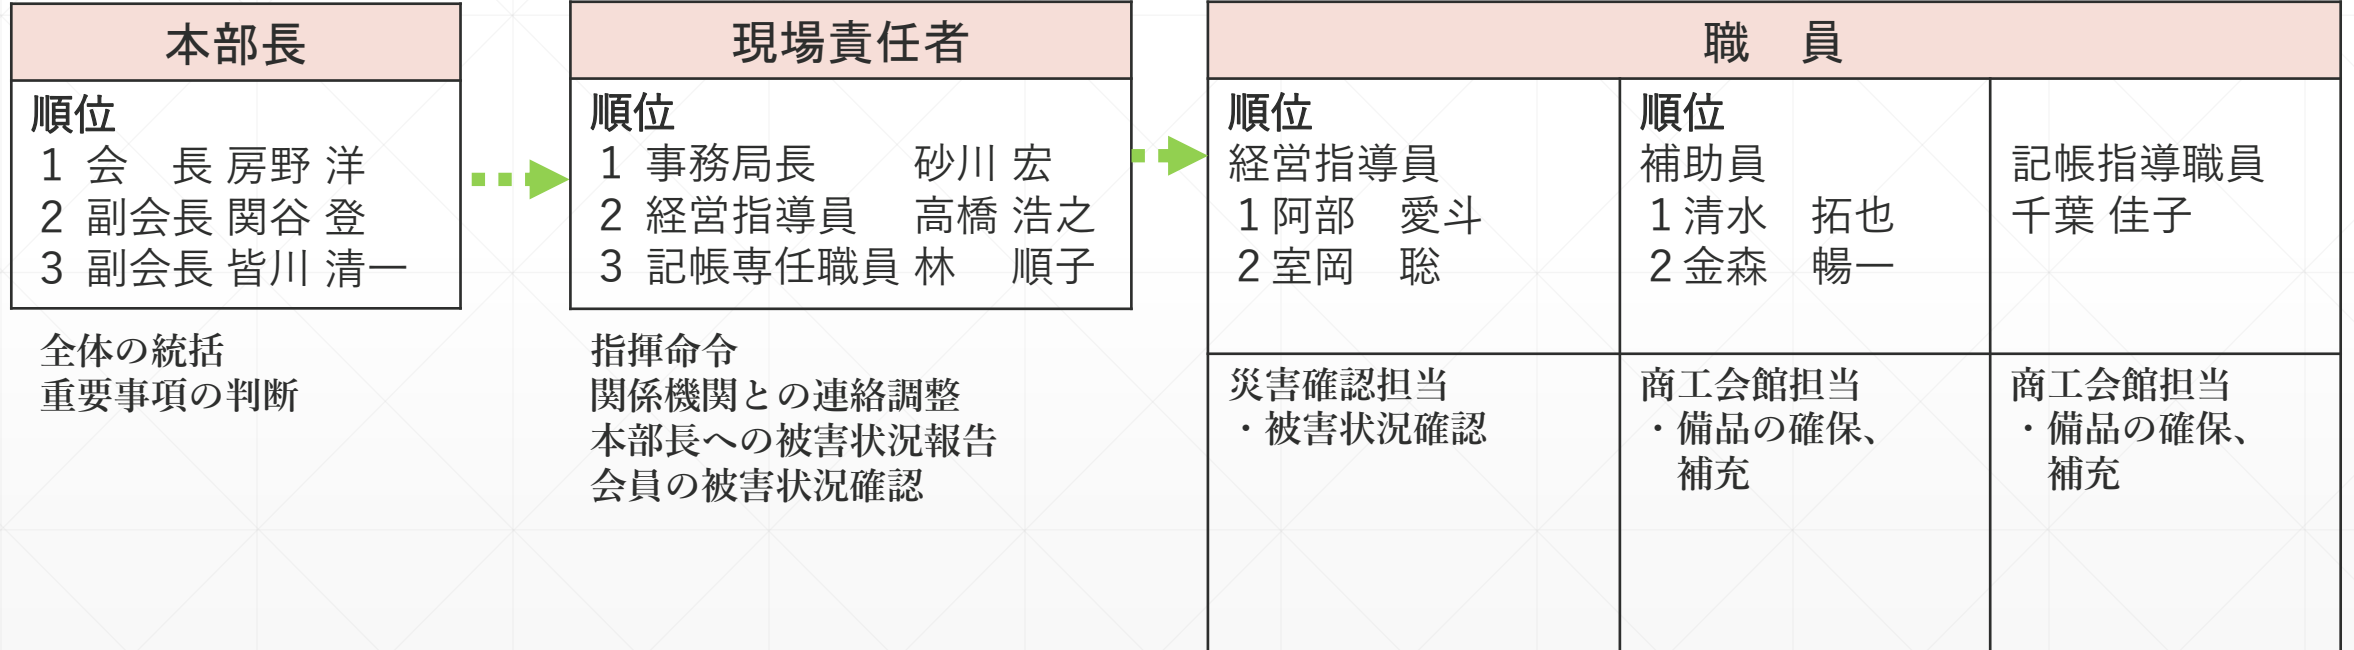 本部長
順位
1 会　長 房野 洋
2 副会長 関谷 登
3 副会長 皆川 清一
全体の統括
重要事項の判断
現場責任者
順位
1 事務局長　　砂川 宏
2 経営指導員　高橋 浩之
3 記帳専任職員 林　順子
指揮命令
関係機関との連絡調整
本部長への被害状況報告
会員の被害状況確認
職　員
順位
経営指導員
1 阿部　愛斗
2 室岡　聡
災害確認担当
・被害状況確認
順位
補助員
1 清水　拓也
2 金森　暢一
商工会館担当
・備品の確保、
補充
記帳指導職員
千葉 佳子
商工会館担当
・備品の確保、
補充